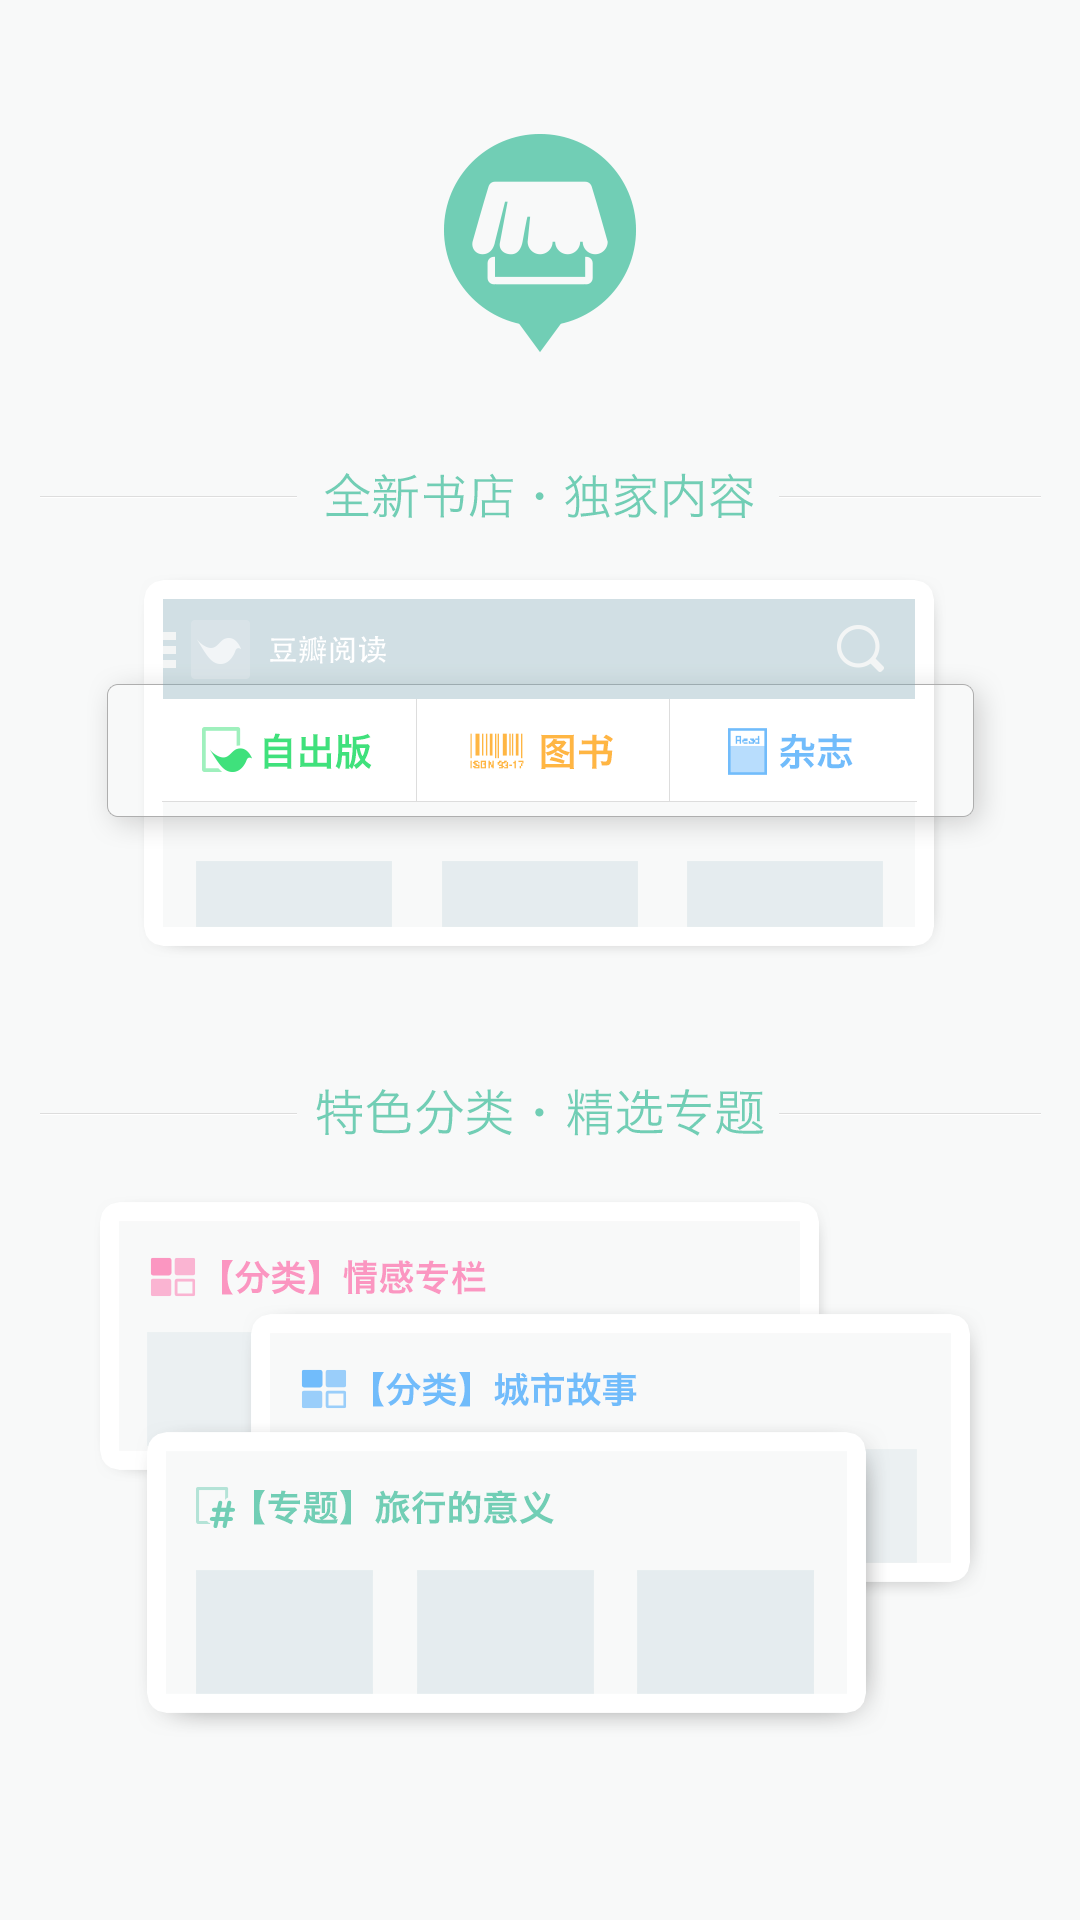 全新书店 · 独家内容
豆瓣阅读
自出版
ISBN 93-17
图书
Read
杂志
特色分类 · 精选专题
【分类】情感专栏
【分类】城市故事
#【专题】旅行的意义